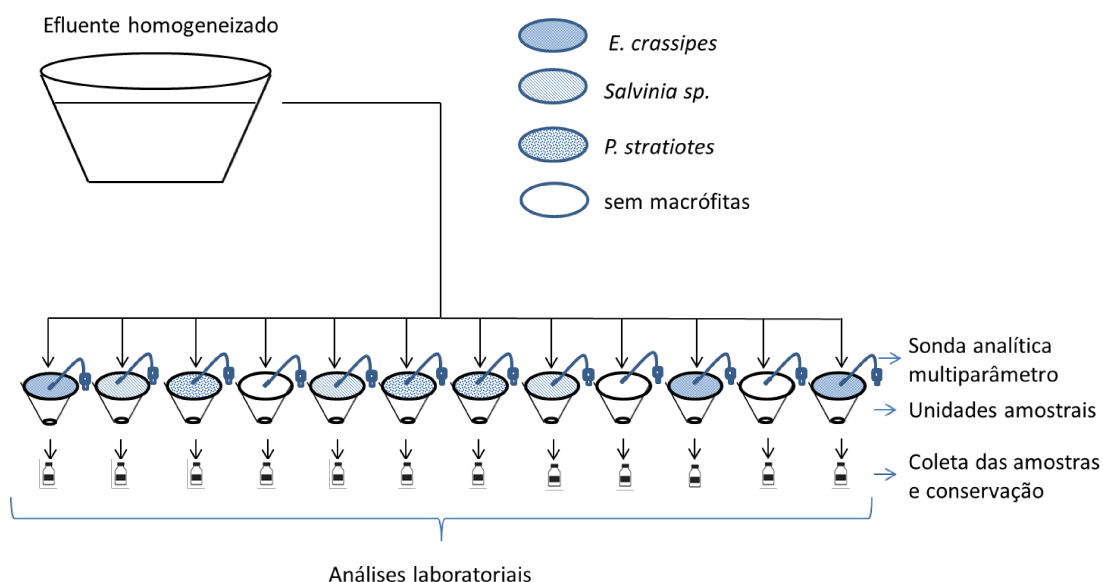 Efluente homogeneizado
E. crassipes
Salvinia sp.
P. stratiotes
sem macrófitas
Sonda analítica
multiparâmetro
Unidades amostrais
Coleta das amostras
e conservação
Análises laboratoriais